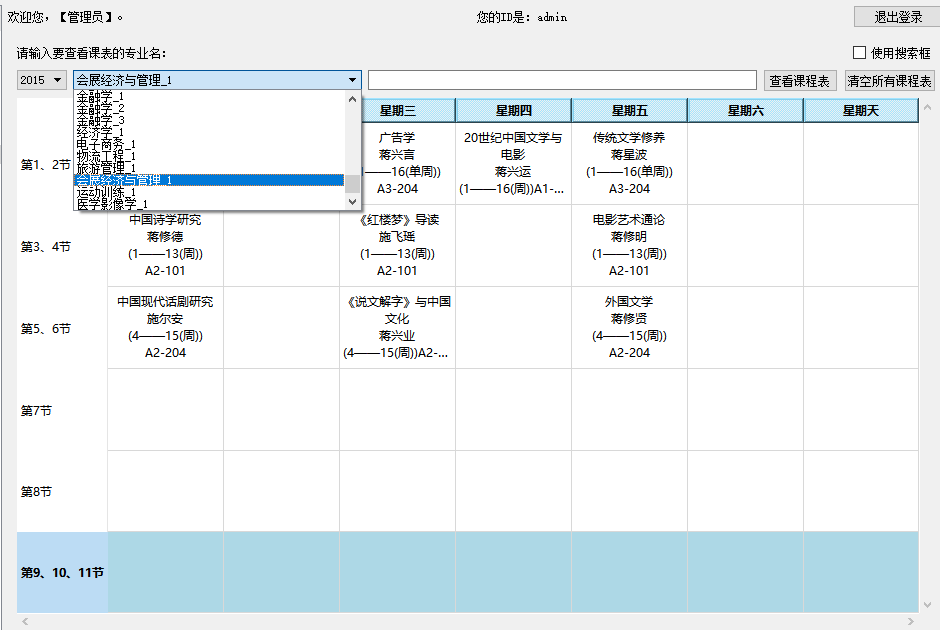 欢迎您，【管理员】。
您的ID是：admin
退出登录
请输入要查看课表的专业名：
使用搜索框
2015
会展经济与管理_1
查看课程表
清空所有课程表
金融学_1
金融学_2
金融学_3
经济学_1
电子商务_1
物流工程_1
旅游管理_1
会展经济与管理_1
运动训练_1
医学影像学_1
星期三
星期四
星期五
星期六
星期天
第1、2节
广告学
蒋兴言
——16(单周))
A3-204
20世纪中国文学与
电影
蒋兴运
(1——16(周))A1-...
传统文学修养
蒋星波
(1——16(单周))
A3-204
第3、4节
中国诗学研究
蒋修德
(1——13(周))
A2-101
《红楼梦》导读
施飞瑶
(1——13(周))
A2-101
电影艺术通论
蒋修明
(1——13(周))
A2-101
第5、6节
中国现代话剧研究
施尔安
(4——15(周))
A2-204
《说文解字》与中国
文化
蒋兴业
(4——15(周))A2-...
外国文学
蒋修贤
(4——15(周))
A2-204
第7节
第8节
第9、10、11节